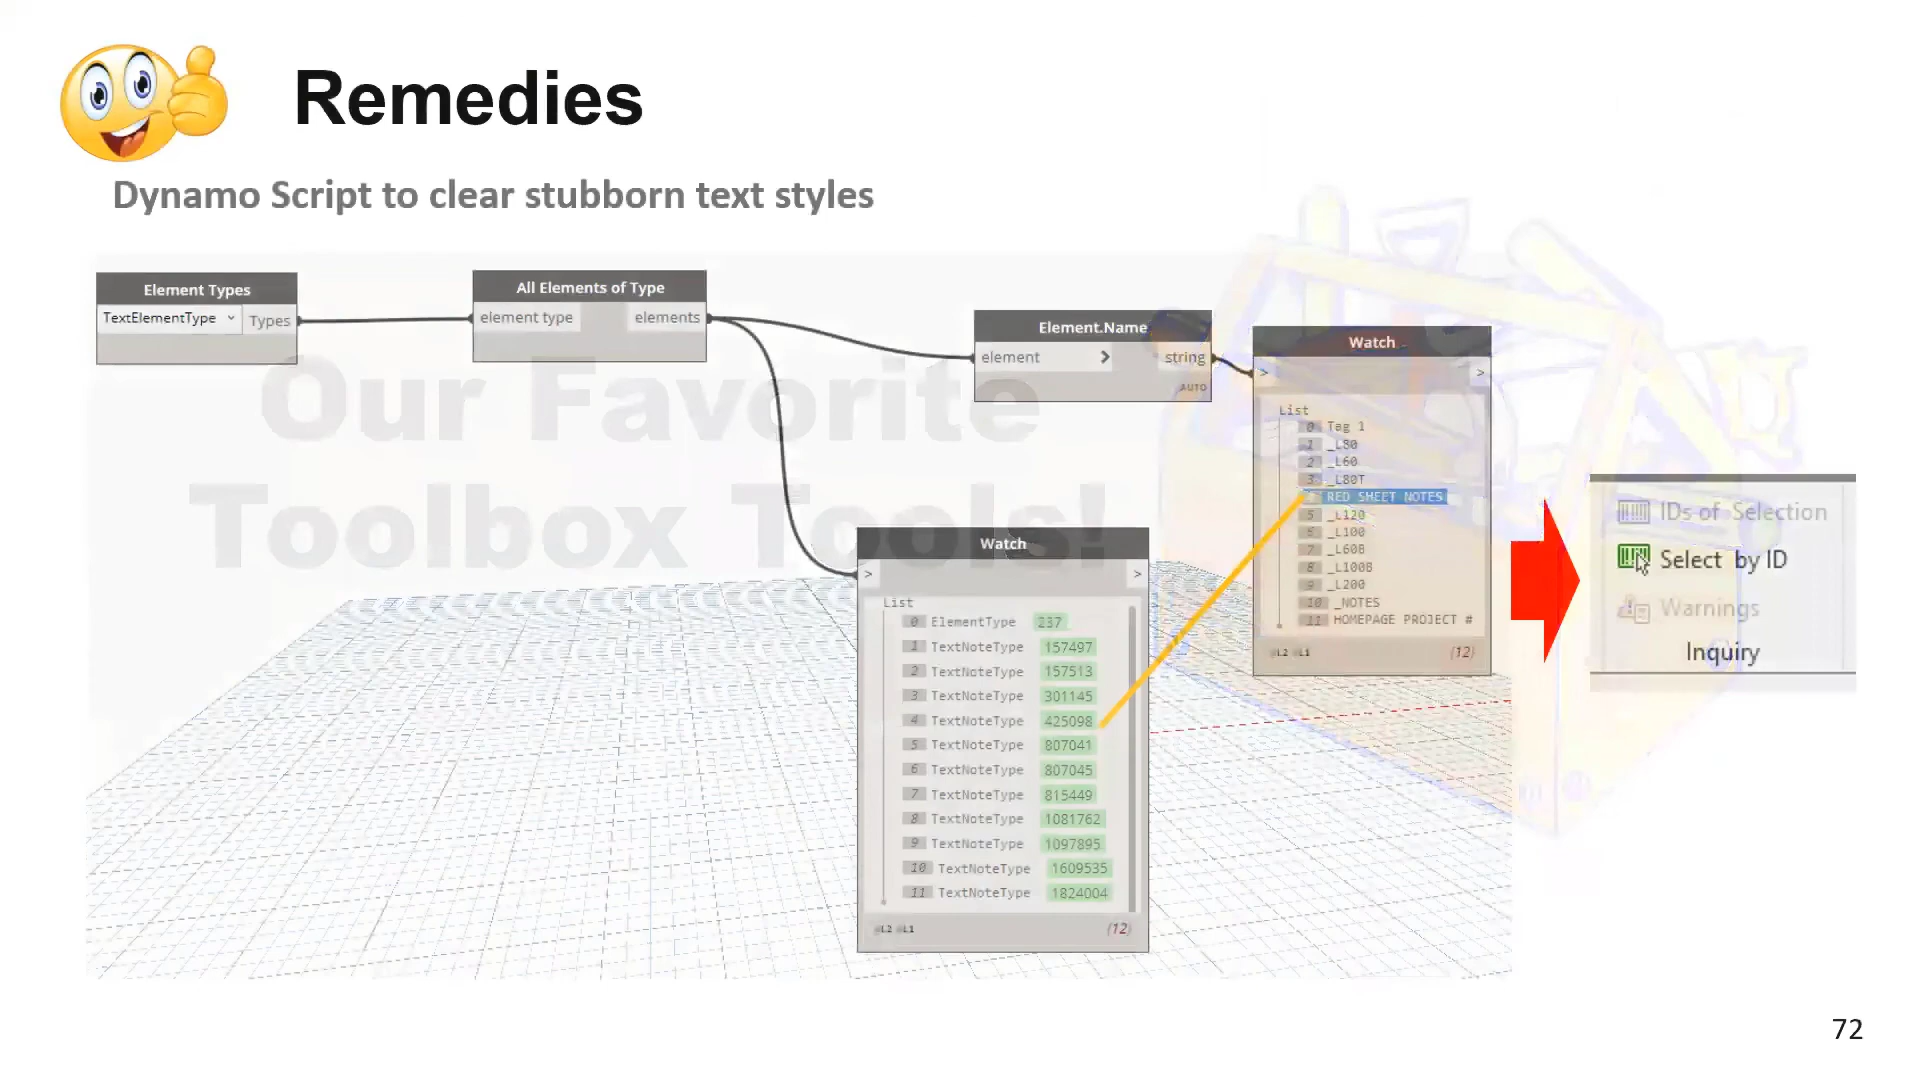 Remedies
Dynamo Script to clear stubborn text styles
Element Types
TextElementType
Types
All Elements of Type
element type
elements
Element.Name
element >
string
AUTO
Watch
>
>
List
0 Tag 1
1 _L80
2 _L60
3 _L80T
4 RED SHEET NOTES
5 _L120
6 _L100
7 _L60B
8 _L100B
9 _L200
10 _NOTES
11 HOMEPAGE PROJECT #
@L2 @L1
(12)
Our Favorite
Toolbox Tools!
Watch
>
>
List
0 ElementType 237
1 TextNoteType 157497
2 TextNoteType 157513
3 TextNoteType 301145
4 TextNoteType 425098
5 TextNoteType 807041
6 TextNoteType 807045
7 TextNoteType 815449
8 TextNoteType 1081762
9 TextNoteType 1097895
10 TextNoteType 1609535
11 TextNoteType 1824004
@L2 @L1
(12)
IDs of Selection
Select by ID
Warnings
Inquiry
72